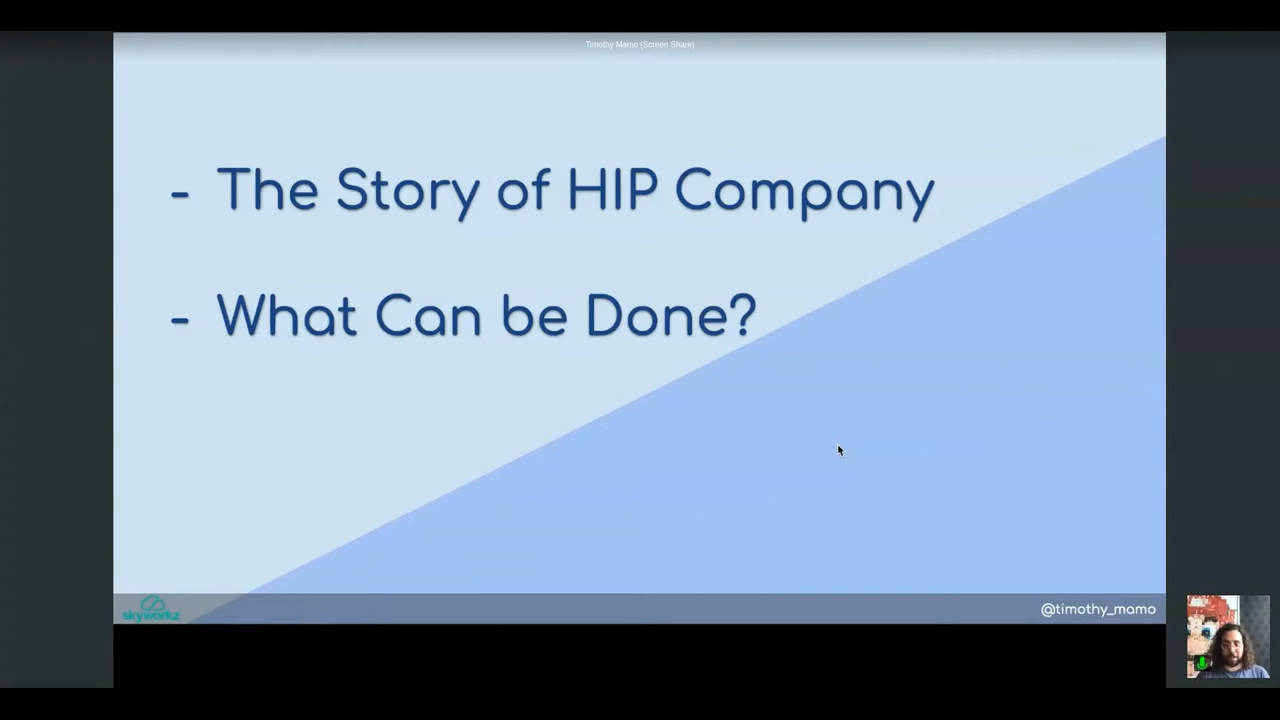 Timothy Mamo (Screen Share)
- The Story of HIP Company
- What Can be Done?
skyworkz
@timothy_mamo